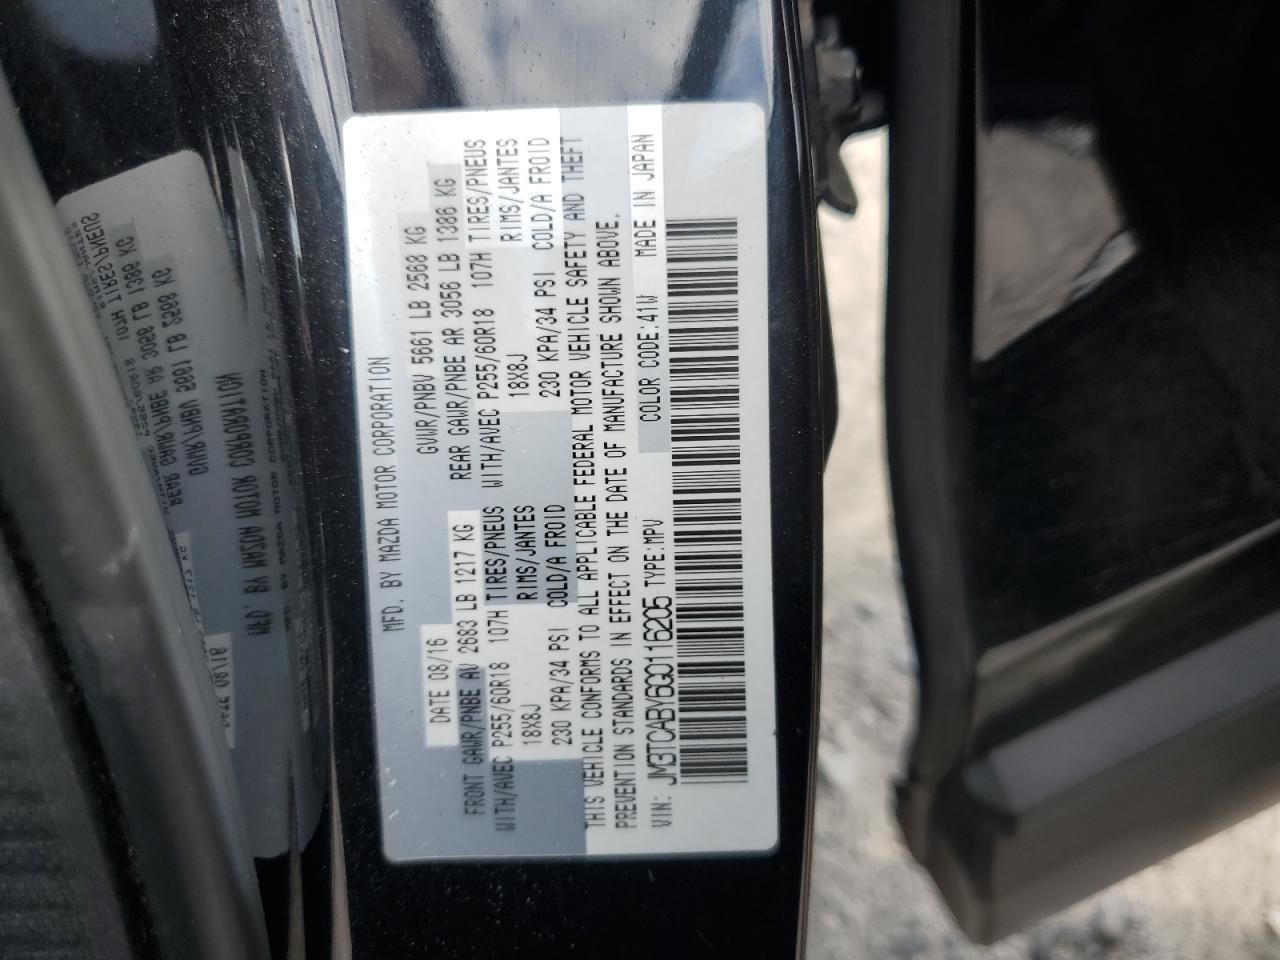 MFD. BY MAZDA MOTOR CORPORATION
DATE 08/16 GVWR/PNBV 5661 LB 2568 KG
FRONT GAWR/PNBE AV 2683 LB 1217 KG REAR GAWR/PNBE AR 3056 LB 1386 KG
WITH/AVEC P255/60R18 107H TIRES/PNEUS WITH/AVEC P255/60R18 107H TIRES/PNEUS
18X8J RIMS/JANTES 18X8J RIMS/JANTES
230 KPA/34 PSI COLD/A FROID 230 KPA/34 PSI COLD/A FROID
THIS VEHICLE CONFORMS TO ALL APPLICABLE FEDERAL MOTOR VEHICLE SAFETY AND THEFT
PREVENTION STANDARDS IN EFFECT ON THE DATE OF MANUFACTURE SHOWN ABOVE.
VIN: JM3TCABY6G0116205 TYPE:MPV COLOR CODE:41W MADE IN JAPAN